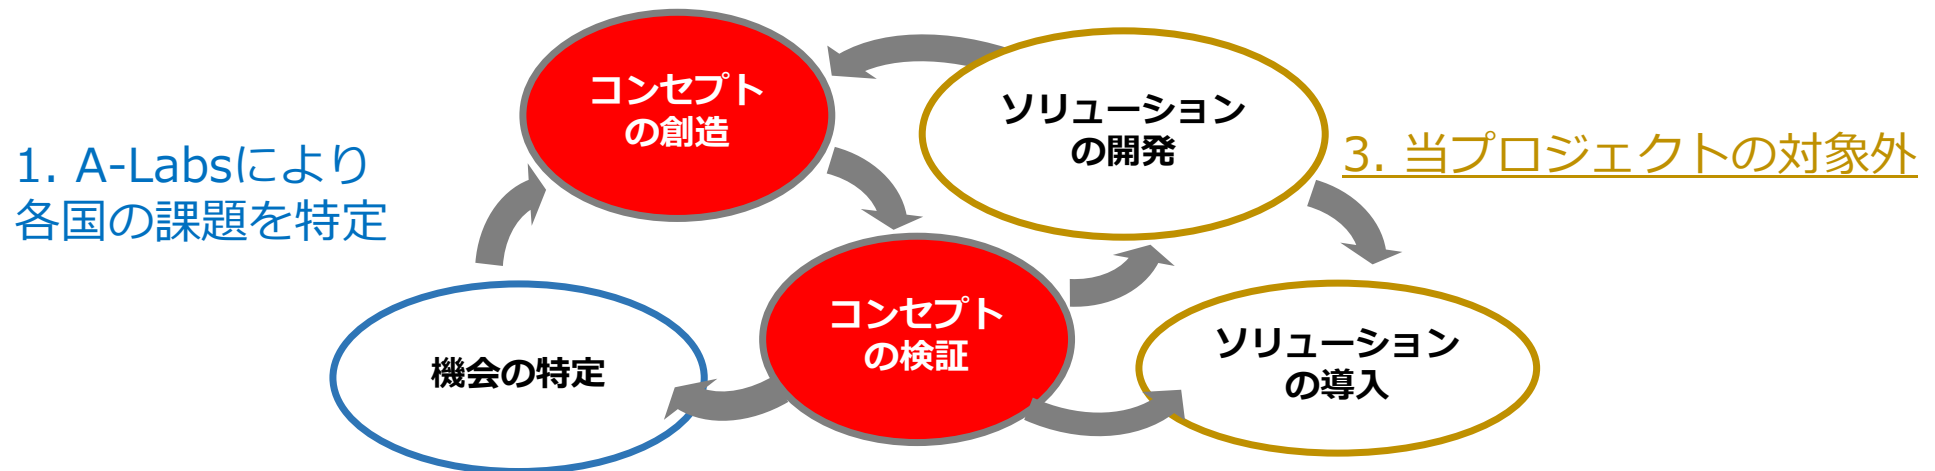 コンセプト
の創造
ソリューション
の開発
1. A-Labsにより
各国の課題を特定
3. 当プロジェクトの対象外
コンセプト
の検証
機会の特定
ソリューション
の導入